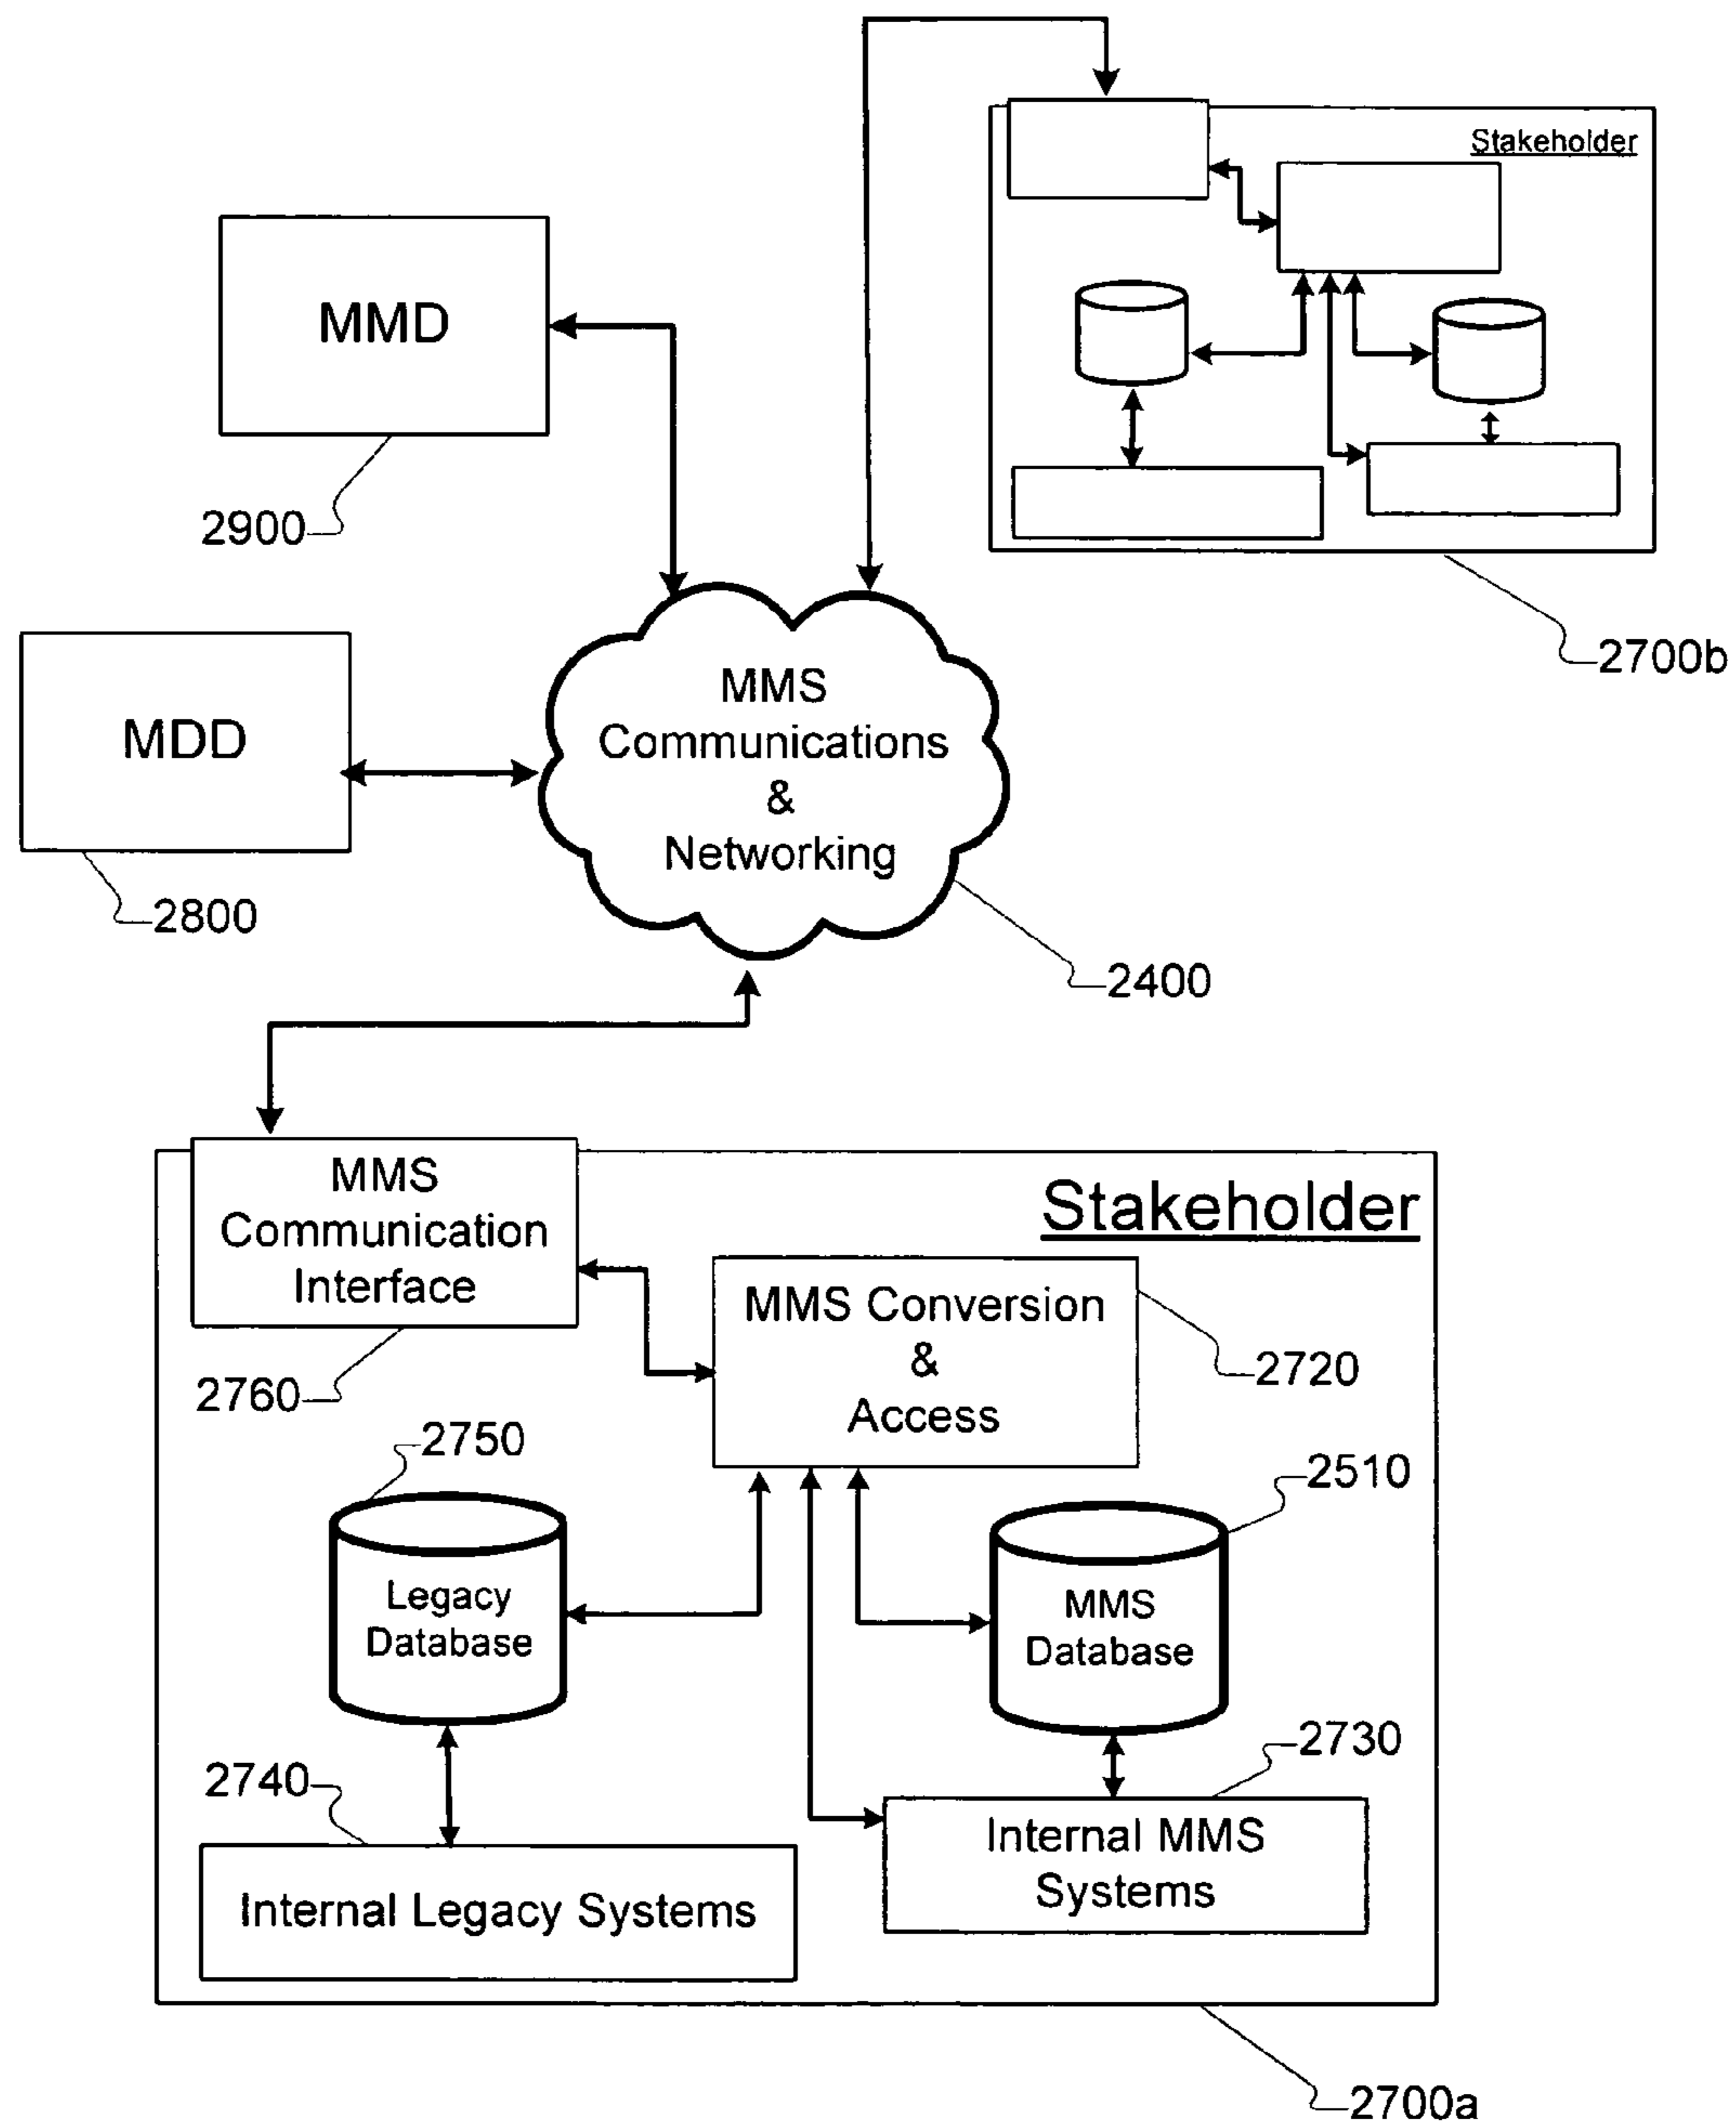 Stakeholder
MMD
2900
2700b
MMS
Communications
&
Networking
MDD
2800
2400
MMS
Communication
Interface
Stakeholder
MMS Conversion
&
Access
2720
2760
2750
2510
Legacy
Database
MMS
Database
2730
2740
Internal MMS
Systems
Internal Legacy Systems
2700a